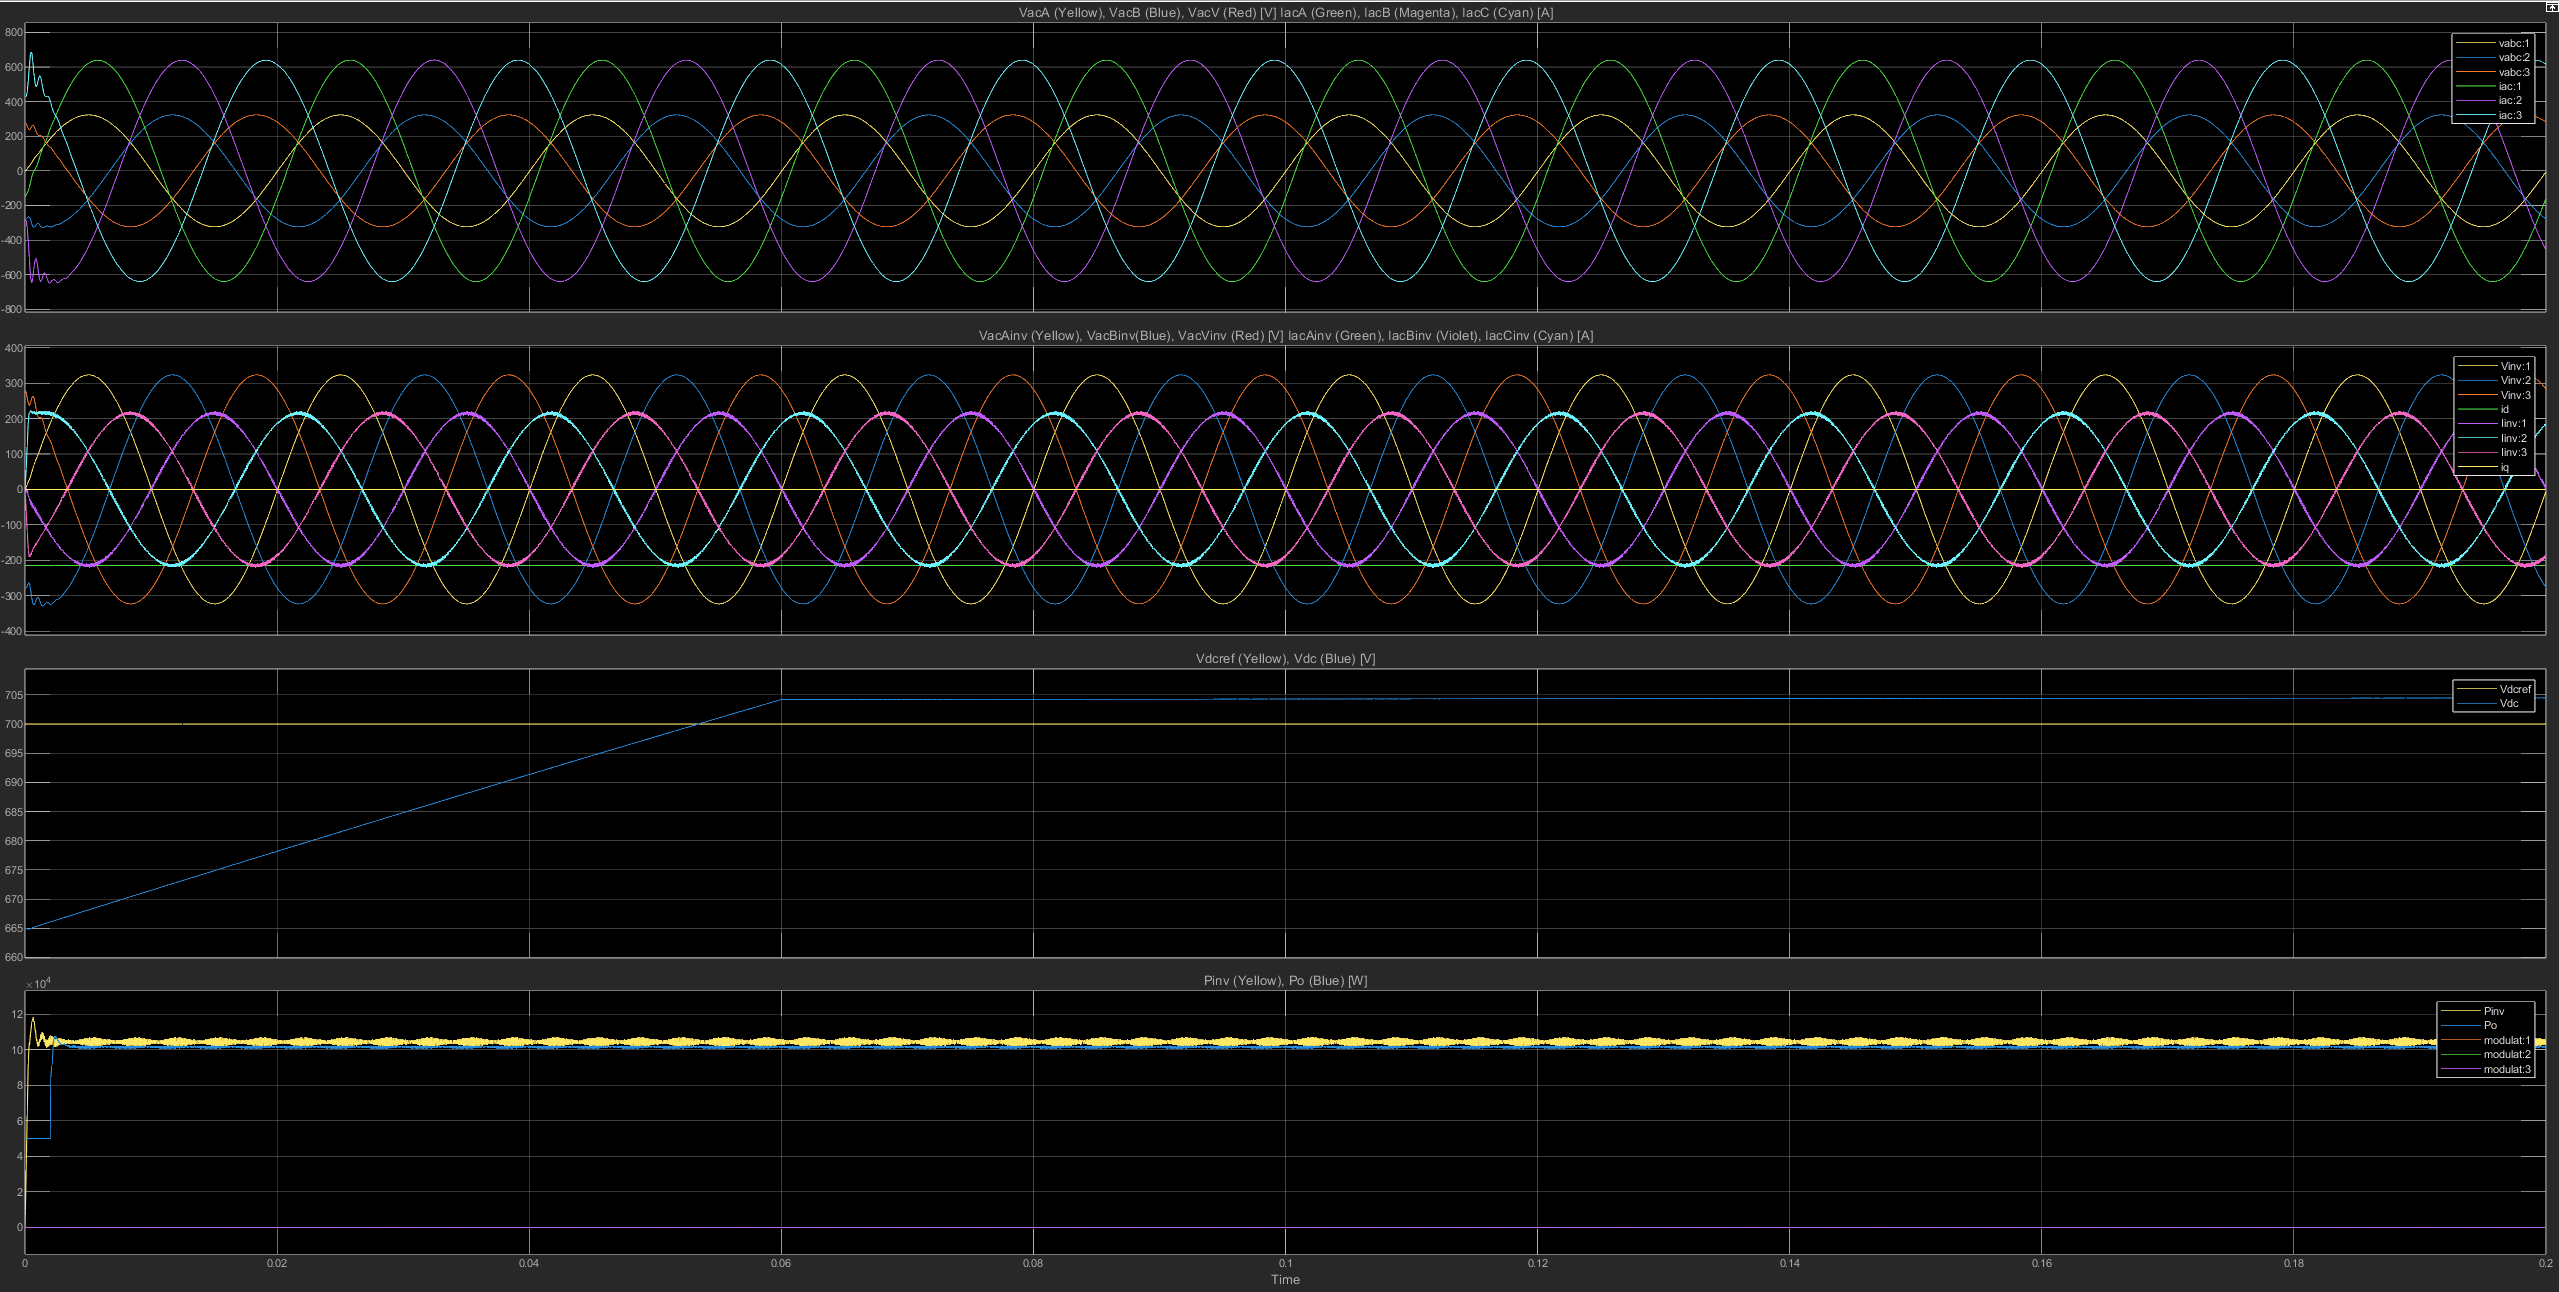 VacA (Yellow), VacB (Blue), VacV (Red) [V] IacA (Green), IacB (Magenta), IacC (Cyan) [A]
800
600
400
200
0
-200
-400
-600
-800
vabc:1
vabc:2
vabc:3
iac:1
iac:2
iac:3
VacAinv (Yellow), VacBinv(Blue), VacVinv (Red) [V] IacAinv (Green), IacBinv (Violet), IacCinv (Cyan) [A]
400
300
200
100
0
-100
-200
-300
-400
Vinv:1
Vinv:2
Vinv:3
id
Iinv:1
Iinv:2
Iinv:3
iq
Vdcref (Yellow), Vdc (Blue) [V]
705
700
695
690
685
680
675
670
665
660
Vdcref
Vdc
Pinv (Yellow), Po (Blue) [W]
×10⁴
12
10
8
6
4
2
0
Pinv
Po
modulat:1
modulat:2
modulat:3
0 0.02 0.04 0.06 0.08 0.1 0.12 0.14 0.16 0.18 0.2
Time